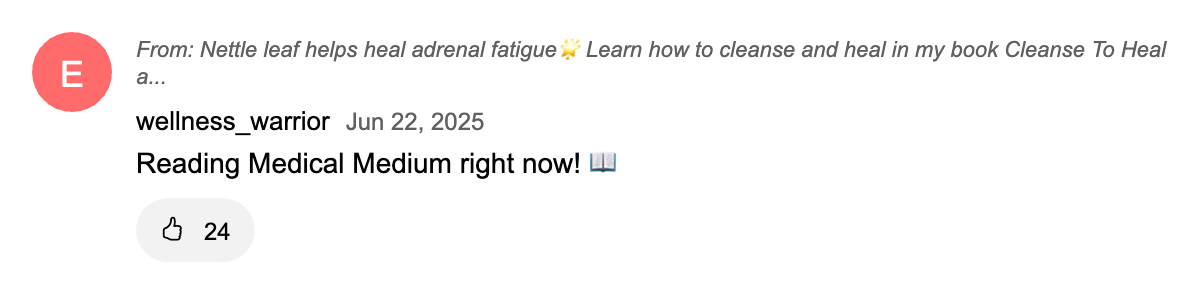 E
From: Nettle leaf helps heal adrenal fatigue🌟 Learn how to cleanse and heal in my book Cleanse To Heal
a...
wellness_warrior Jun 22, 2025
Reading Medical Medium right now! 📖
24